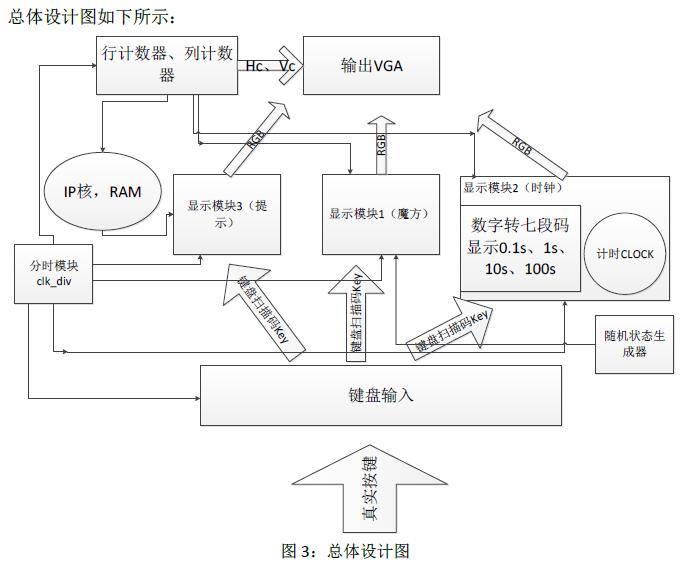 总体设计图如下所示：
行计数器、列计数
器
Hc、Vc
输出VGA
RGB
RGB
RGB
IP核，RAM
显示模块3（提
示）
显示模块1（魔方）
显示模块2（时钟）
数字转七段码
显示0.1s、1s、
10s、100s
计时CLOCK
分时模块
clk_div
键盘扫描码Key
键盘扫描码Key
键盘扫描码Key
随机状态生
成器
键盘输入
真实按键
图 3：总体设计图